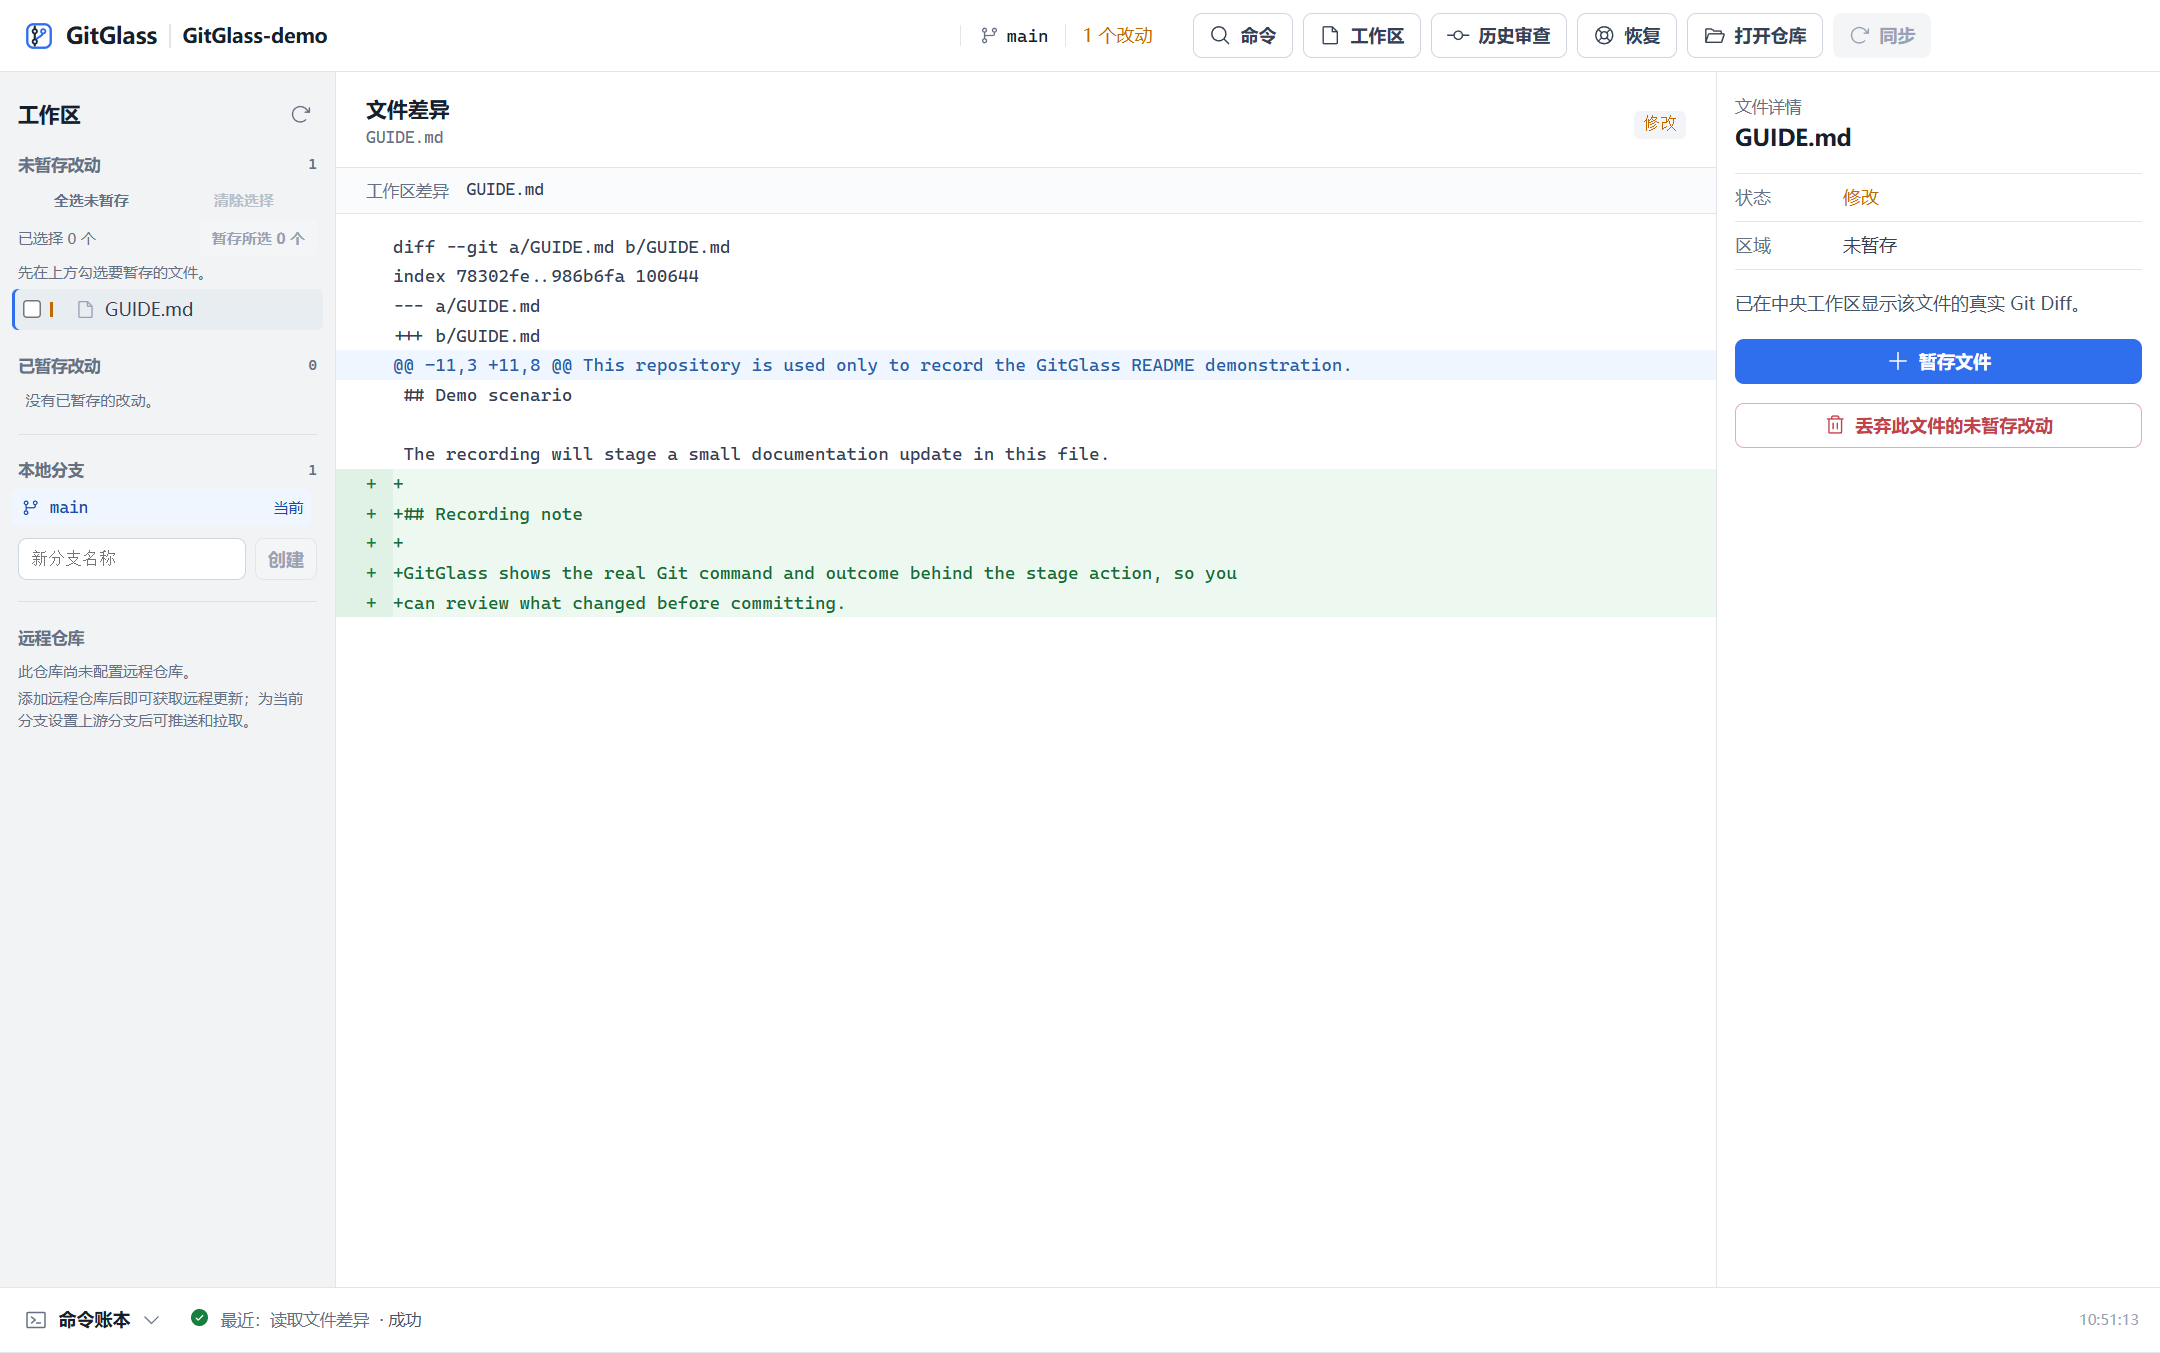 GitGlass GitGlass-demo main 1 个改动 命令 工作区 历史审查 恢复 打开仓库 同步
工作区
未暂存改动 1
全选未暂存 清除选择
已选择 0 个 暂存所选 0 个
先在上方勾选要暂存的文件。
GUIDE.md
已暂存改动 0
没有已暂存的改动。
本地分支 1
main 当前
新分支名称 创建
远程仓库
此仓库尚未配置远程仓库。
添加远程仓库后即可获取远程更新；为当前
分支设置上游分支后可推送和拉取。
文件差异
GUIDE.md
修改
工作区差异 GUIDE.md
diff --git a/GUIDE.md b/GUIDE.md
index 78302fe..986b6fa 100644
--- a/GUIDE.md
+++ b/GUIDE.md
@@ -11,3 +11,8 @@ This repository is used only to record the GitGlass README demonstration.
## Demo scenario
The recording will stage a small documentation update in this file.
+ +
+ +## Recording note
+ +
+ +GitGlass shows the real Git command and outcome behind the stage action, so you
+ +can review what changed before committing.
文件详情
GUIDE.md
状态 修改
区域 未暂存
已在中央工作区显示该文件的真实 Git Diff。
暂存文件
丢弃此文件的未暂存改动
命令账本 最近：读取文件差异 · 成功 10:51:13